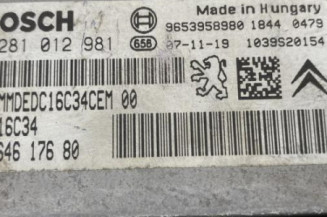 BOSCH
Made in Hungary
281 012 981
658
9653958980 1844 0479
07-11-19 1039S20154
MMDEDC16C34CEM 00
16C34
646 176 80